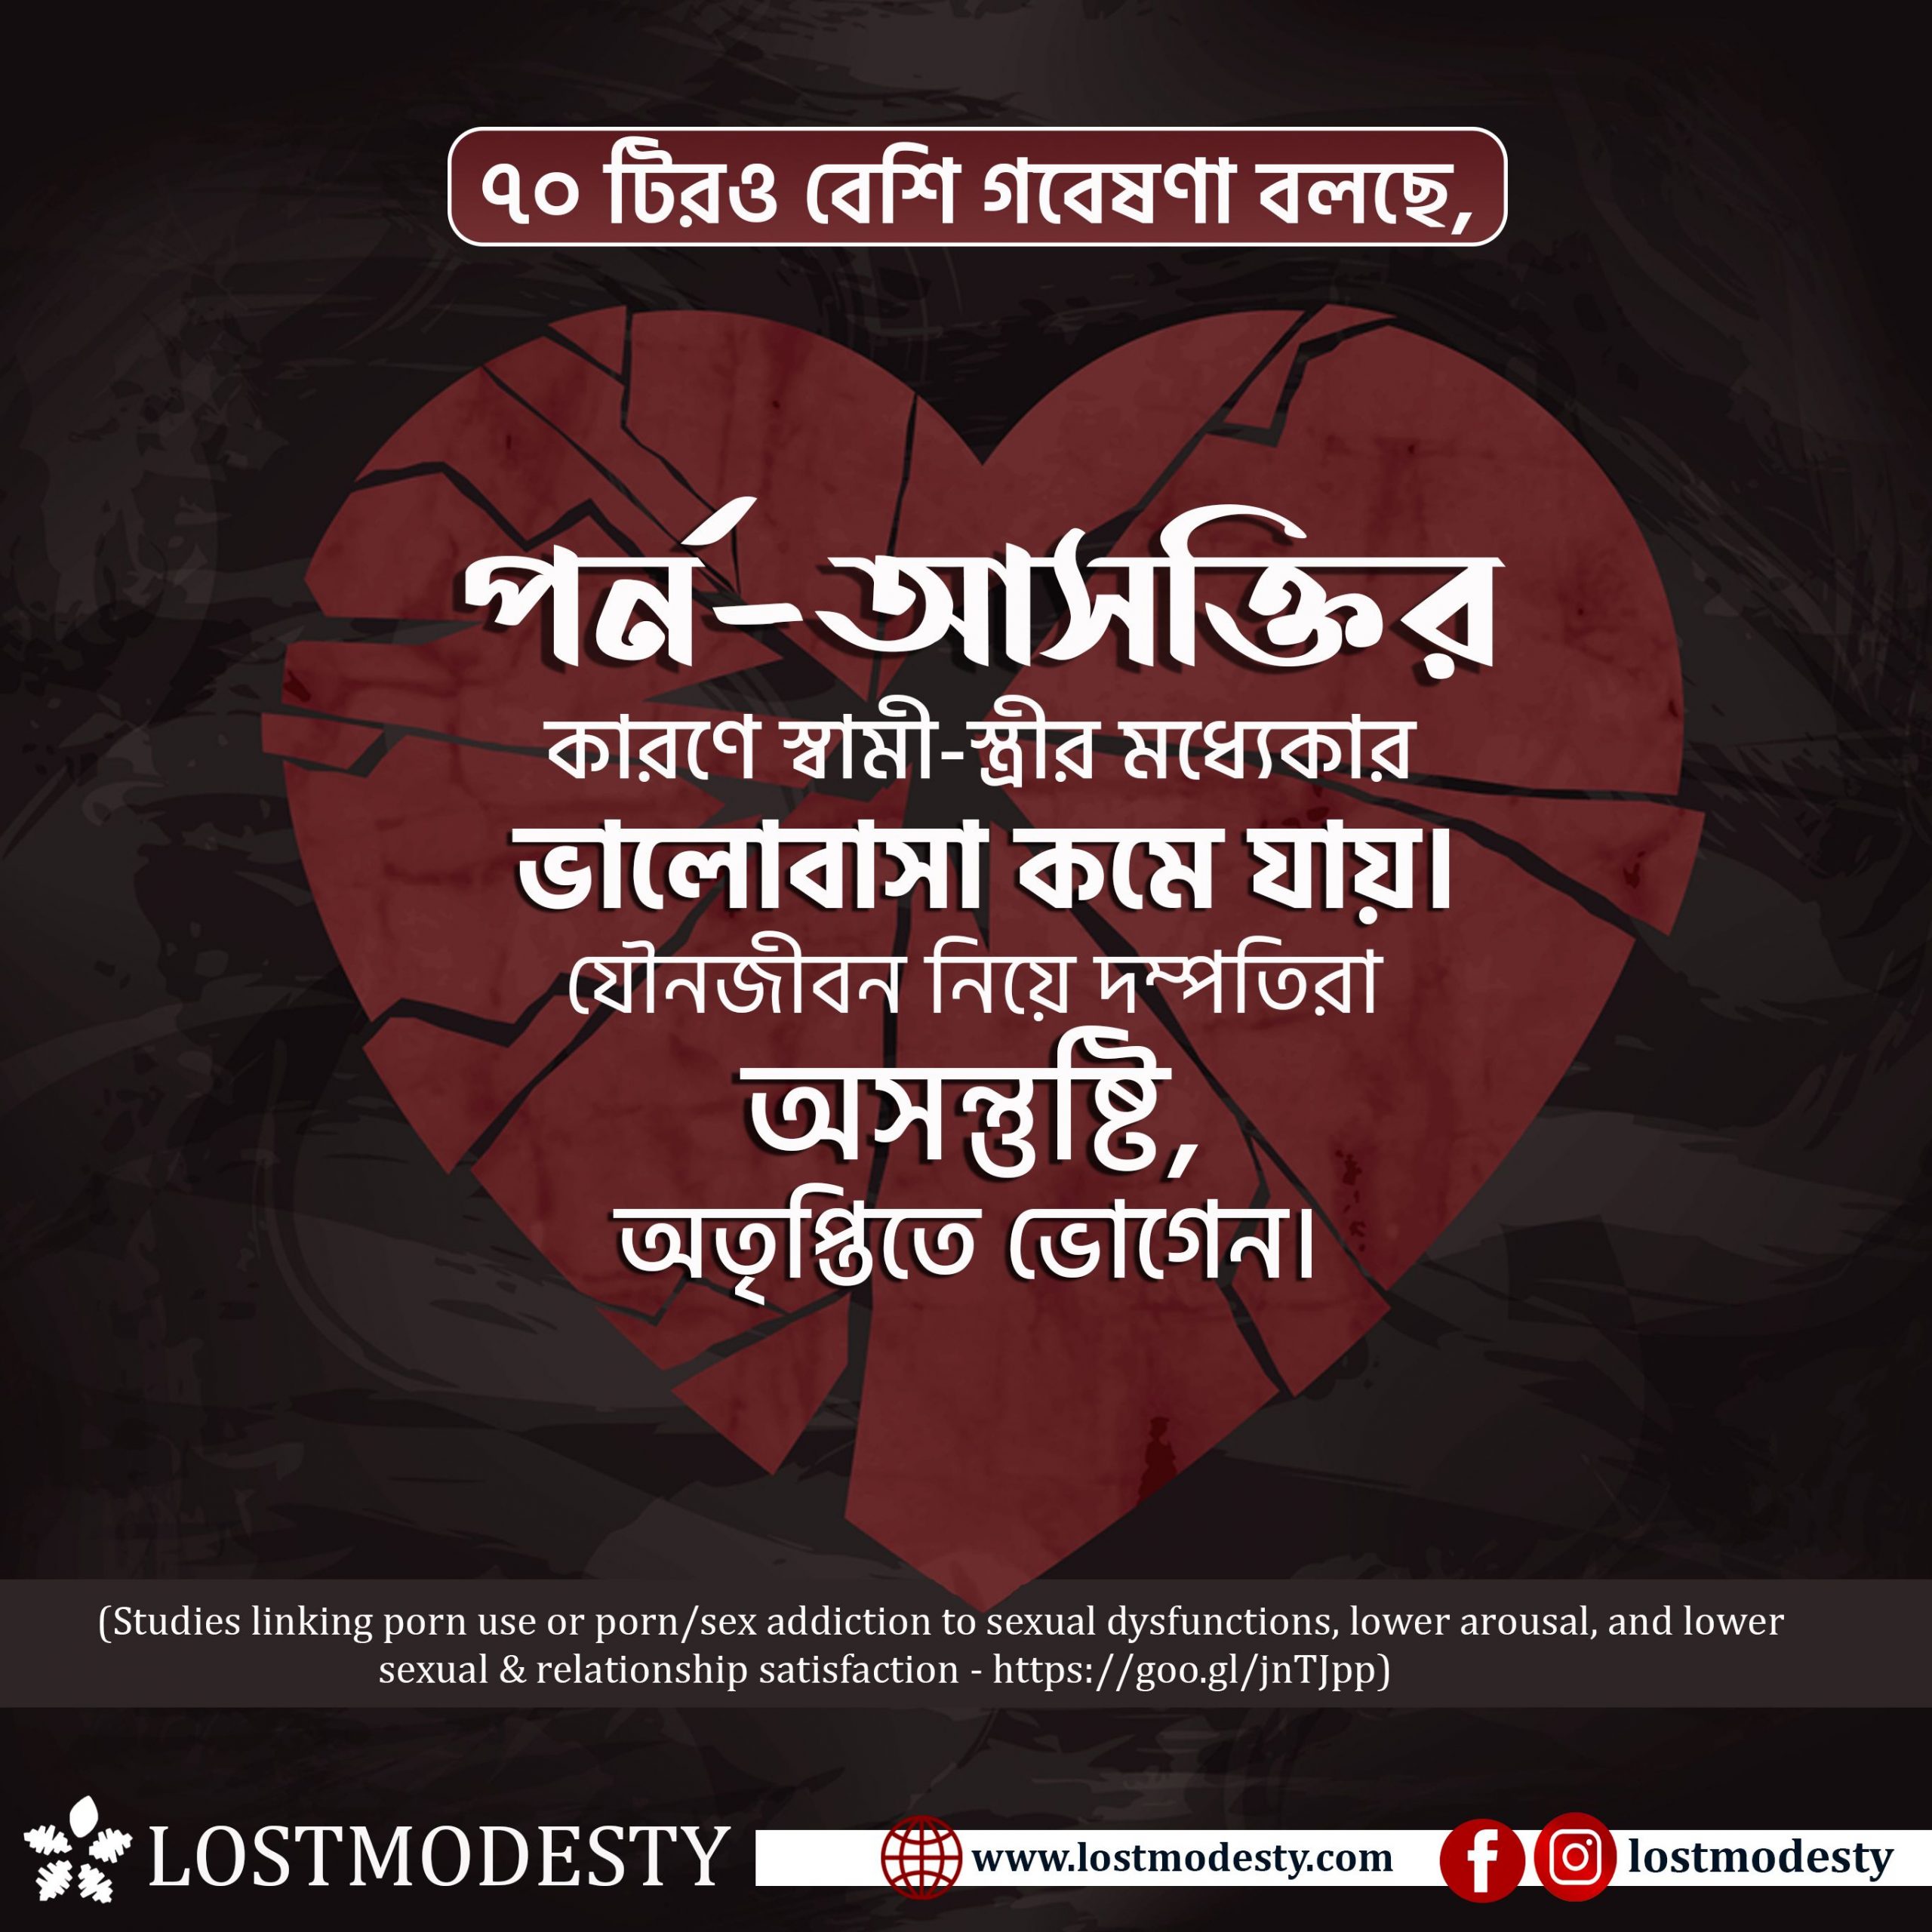 ৭০ টিরও বেশি গবেষণা বলছে,
পর্ন-আসক্তির
কারণে স্বামী-স্ত্রীর মধ্যেকার
ভালোবাসা কমে যায়।
যৌনজীবন নিয়ে দম্পতিরা
অসন্তুষ্টি,
অতৃপ্তিতে ভোগেন।
(Studies linking porn use or porn/sex addiction to sexual dysfunctions, lower arousal, and lower
sexual & relationship satisfaction - https://goo.gl/jnTJpp)
LOSTMODESTY www.lostmodesty.com lostmodesty